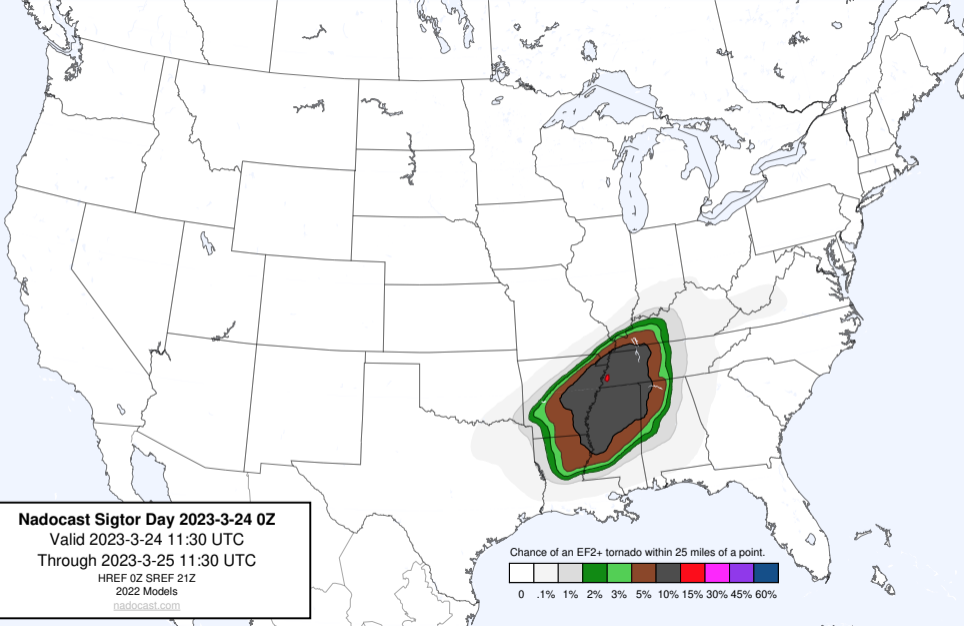 Nadocast Sigtor Day 2023-3-24 0Z
Valid 2023-3-24 11:30 UTC
Through 2023-3-25 11:30 UTC
HREF 0Z SREF 21Z
2022 Models
nadocast.com
Chance of an EF2+ tornado within 25 miles of a point.
0 .1% 1% 2% 3% 5% 10% 15% 30% 45% 60%